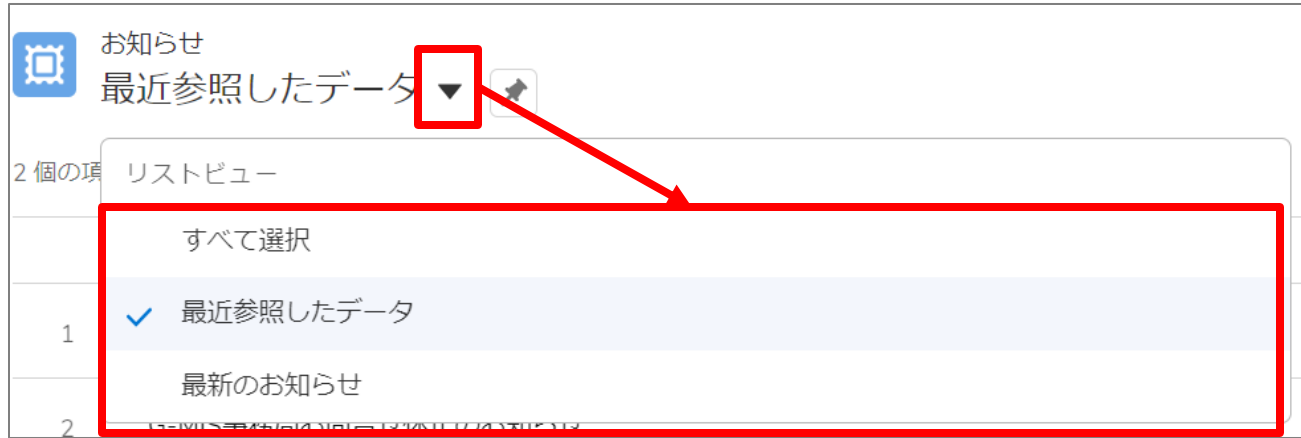 お知らせ
最近参照したデータ
2 個の項
リストビュー
すべて選択
最近参照したデータ
1
最新のお知らせ
2